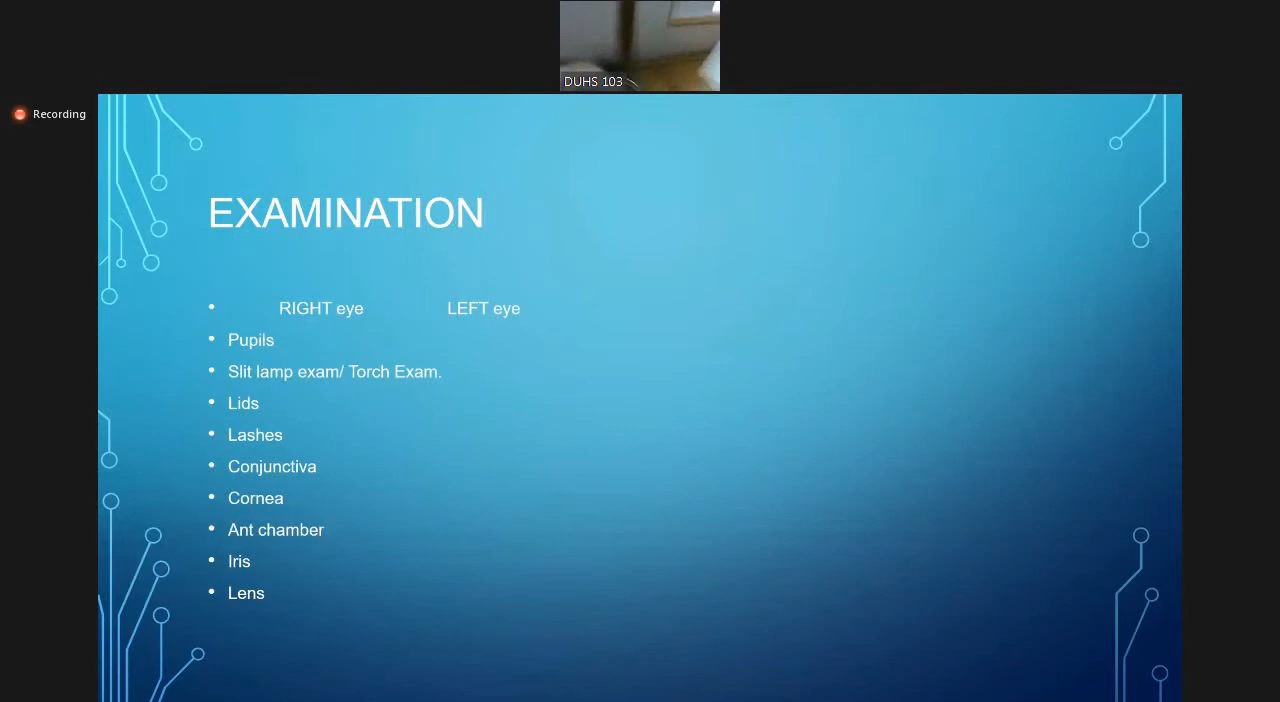 DUHS 103
Recording
EXAMINATION
• RIGHT eye LEFT eye
• Pupils
• Slit lamp exam/ Torch Exam.
• Lids
• Lashes
• Conjunctiva
• Cornea
• Ant chamber
• Iris
• Lens